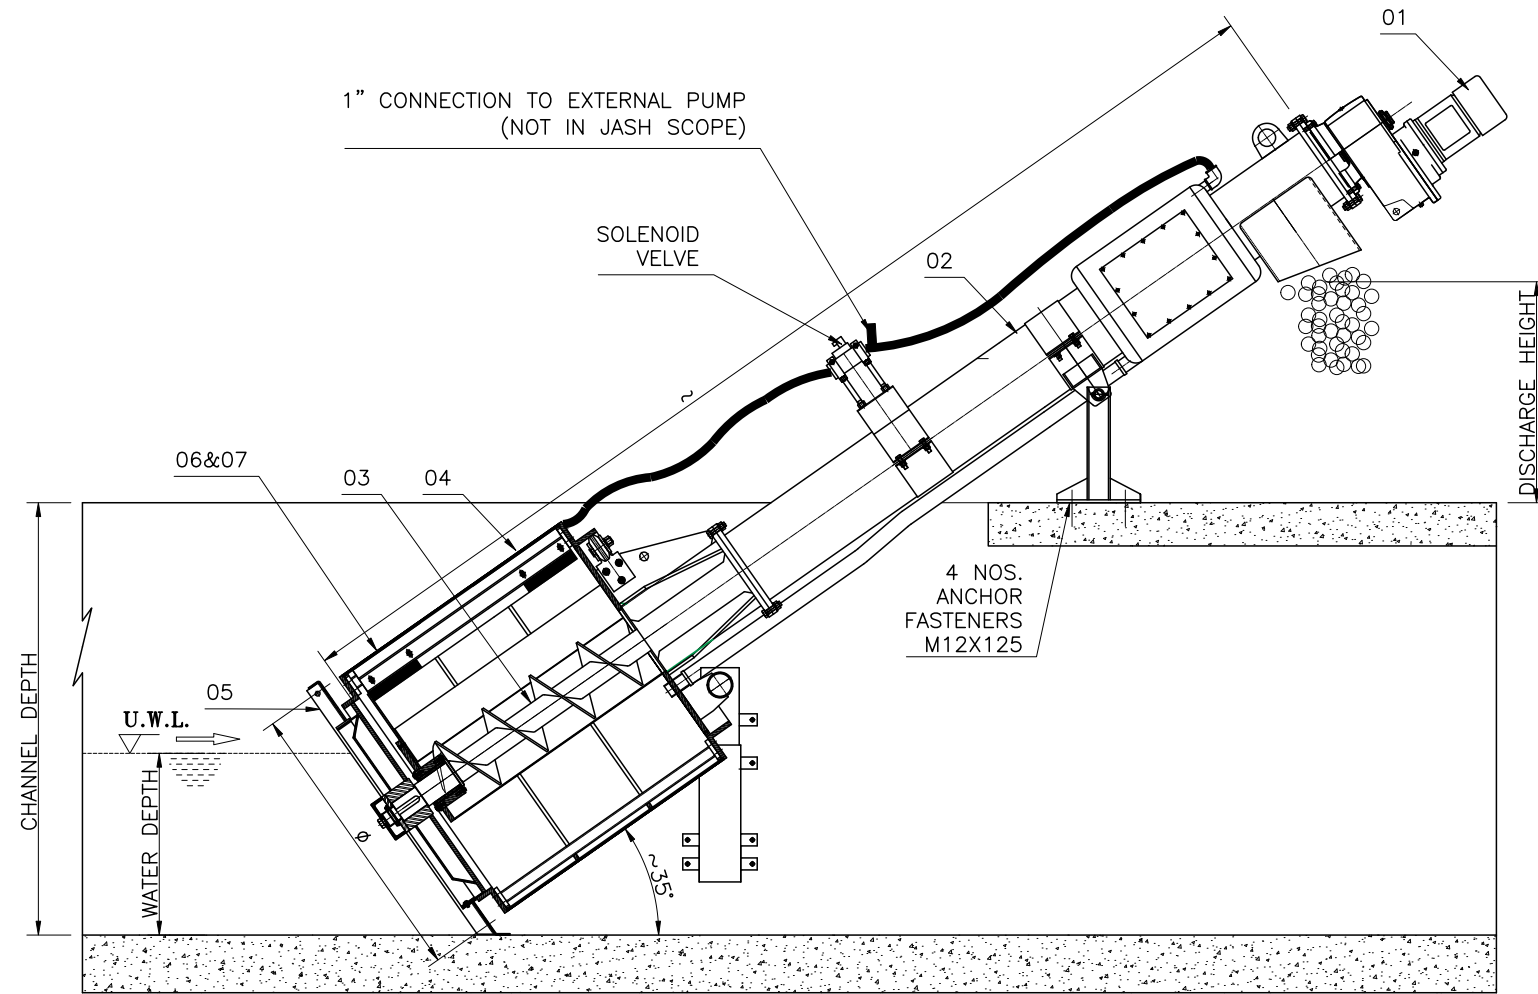 01
1" CONNECTION TO EXTERNAL PUMP
(NOT IN JASH SCOPE)
SOLENOID
VELVE
02
~
06&07
03
04
DISCHARGE HEIGHT
4 NOS.
ANCHOR
FASTENERS
M12X125
05
U.W.L.
CHANNEL DEPTH
WATER DEPTH
Ø
~35°